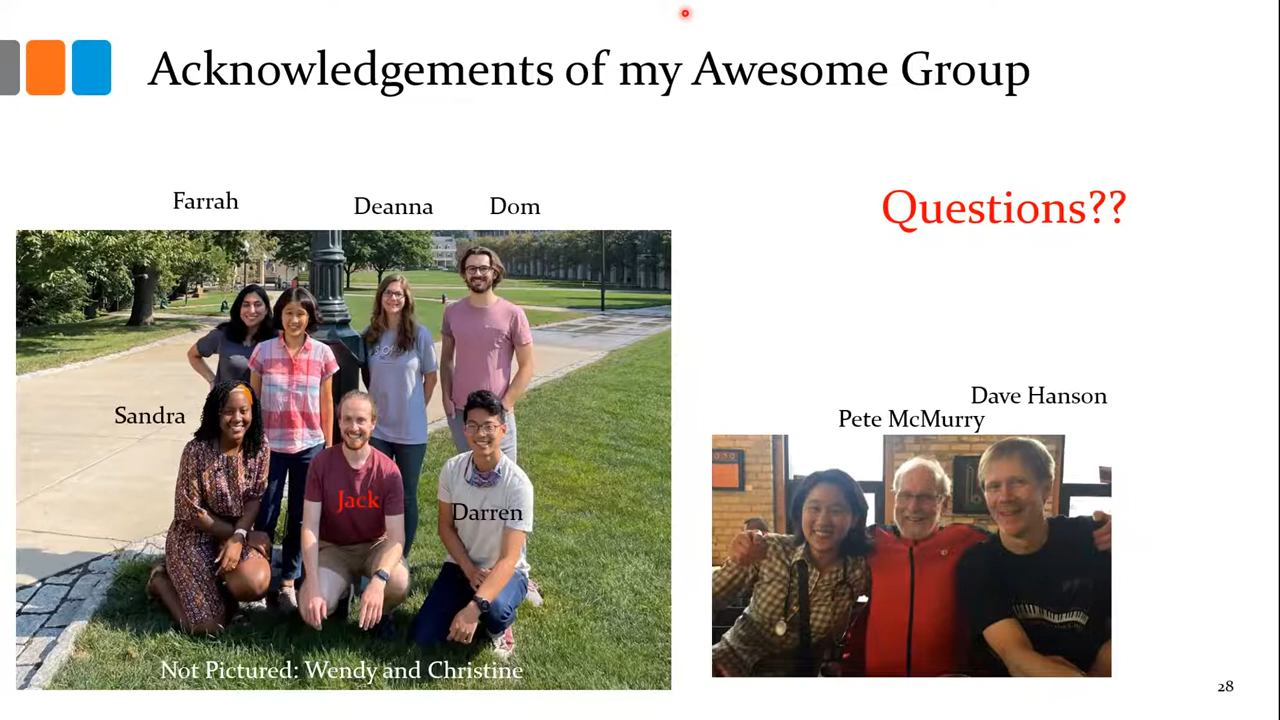 Acknowledgements of my Awesome Group
Farrah
Deanna
Dom
Questions??
Sandra
Jack
Darren
Not Pictured: Wendy and Christine
Dave Hanson
Pete McMurry
28